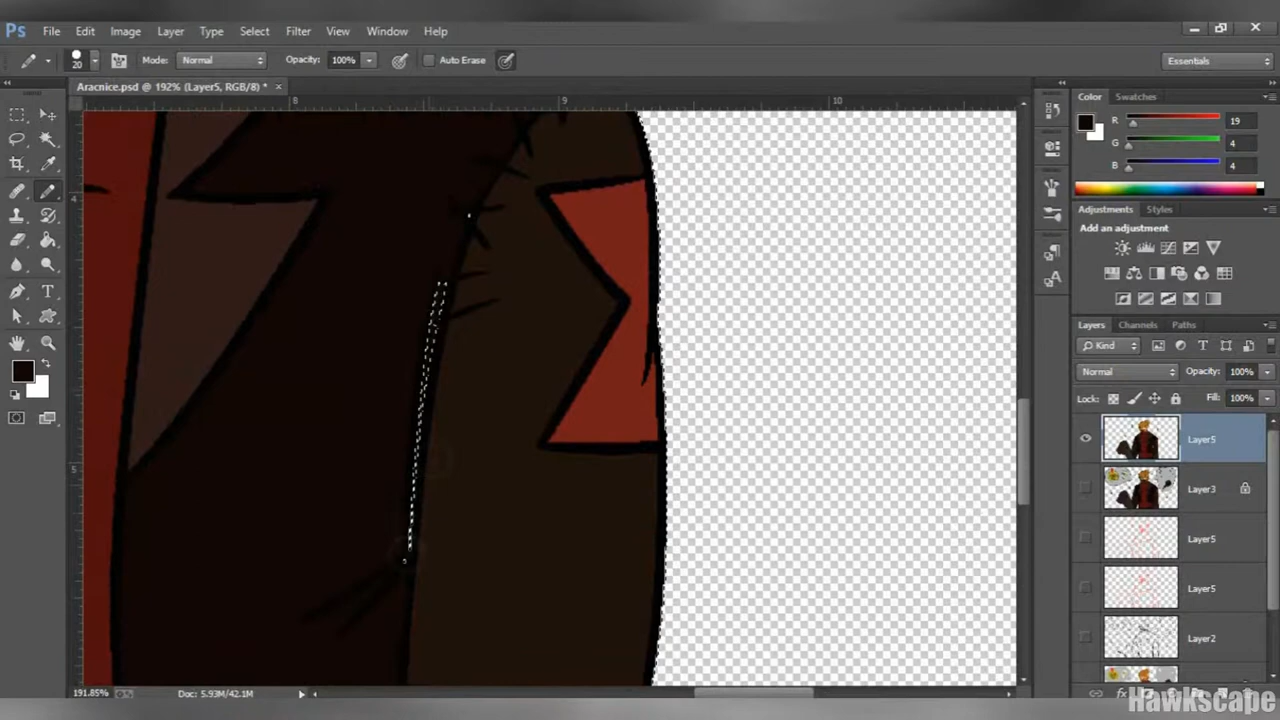 Ps File Edit Image Layer Type Select Filter View Window Help
20 Mode: Normal Opacity: 100% Auto Erase Essentials
Aracnice.psd @ 192% (Layer5, RGB/8) * ×
8 9 10
4
5
Color Swatches
R 19
G 4
B 4
Adjustments Styles
Add an adjustment
Layers Channels Paths
Kind
Normal Opacity: 100%
Lock: Fill: 100%
Layer5
Layer3
Layer5
Layer5
Layer2
191.85% Doc: 5.93M/42.1M
Hawkscape